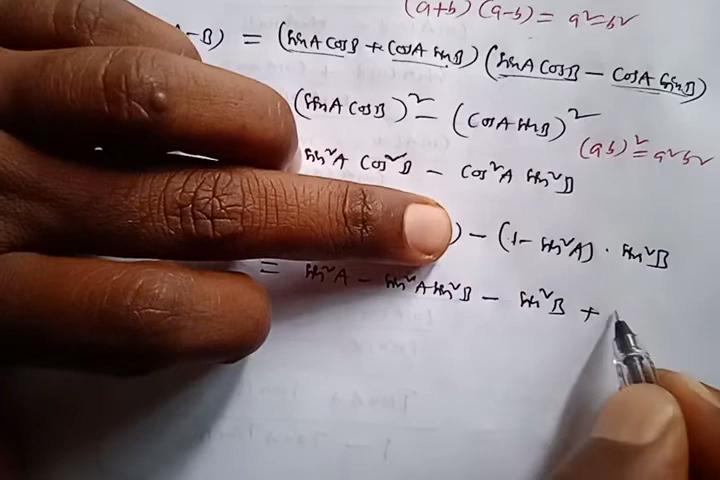 (a+b) (a-b) = a²-b²
-B) = (sinA cosB + cosA sinB) (sinA cosB - cosA sinB)
(sinA cosB)² - (cosA sinB)²
(ab)² = a²b²
sin²A cos²B - cos²A sin²B
) - (1- sin²A) · sin²B
= sin²A - sin²A sin²B - sin²B +